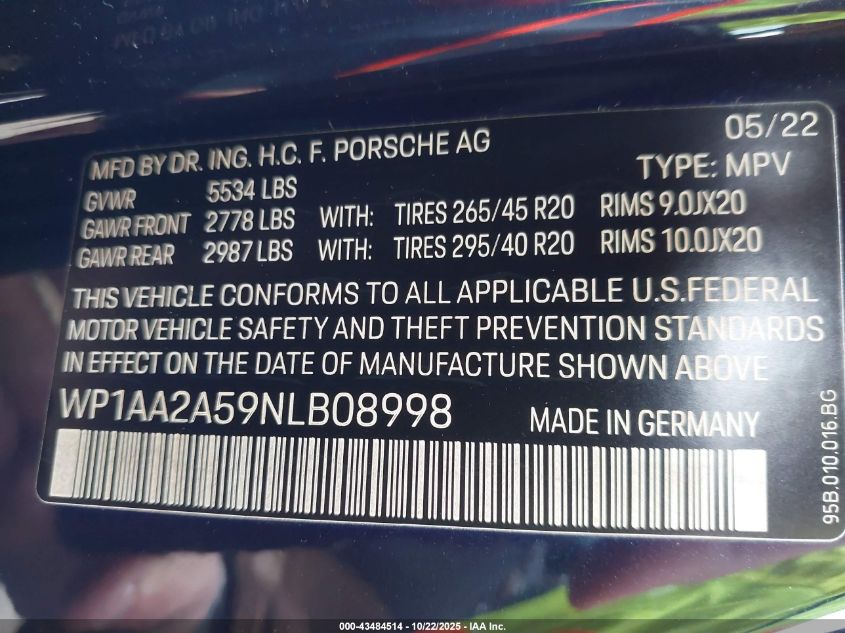 05/22
MFD BY DR. ING. H.C. F. PORSCHE AG
TYPE: MPV
GVWR 5534 LBS
GAWR FRONT 2778 LBS WITH: TIRES 265/45 R20 RIMS 9.0JX20
GAWR REAR 2987 LBS WITH: TIRES 295/40 R20 RIMS 10.0JX20
THIS VEHICLE CONFORMS TO ALL APPLICABLE U.S.FEDERAL
MOTOR VEHICLE SAFETY AND THEFT PREVENTION STANDARDS
IN EFFECT ON THE DATE OF MANUFACTURE SHOWN ABOVE
WP1AA2A59NLB08998 MADE IN GERMANY
95B.010.016.BG
000-43484514 - 10/22/2025 - IAA Inc.